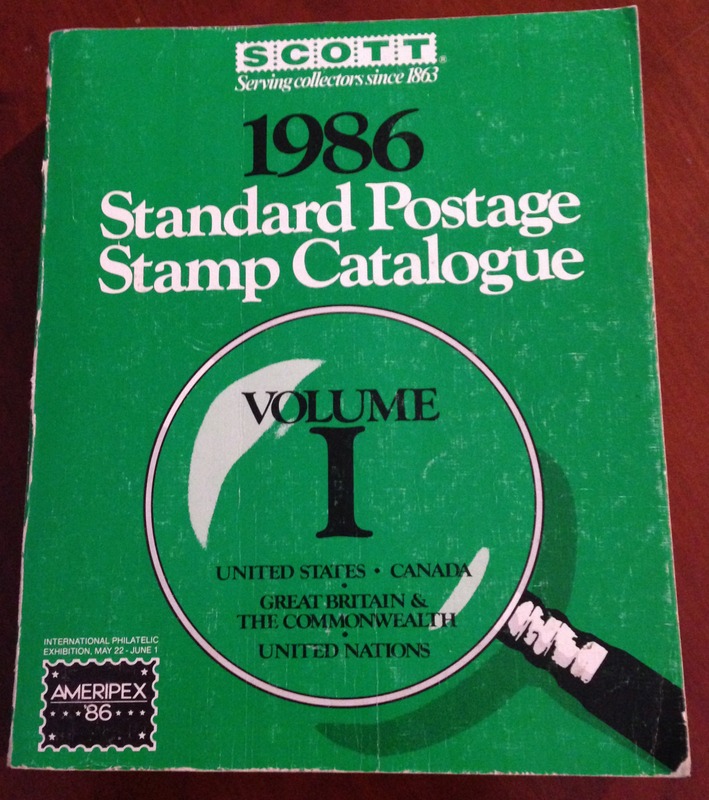 SCOTT®
Serving collectors since 1863
1986
Standard Postage
Stamp Catalogue
VOLUME
I
UNITED STATES • CANADA
•
GREAT BRITAIN &
THE COMMONWEALTH
•
UNITED NATIONS
INTERNATIONAL PHILATELIC
EXHIBITION, MAY 22 - JUNE 1
AMERIPEX
'86